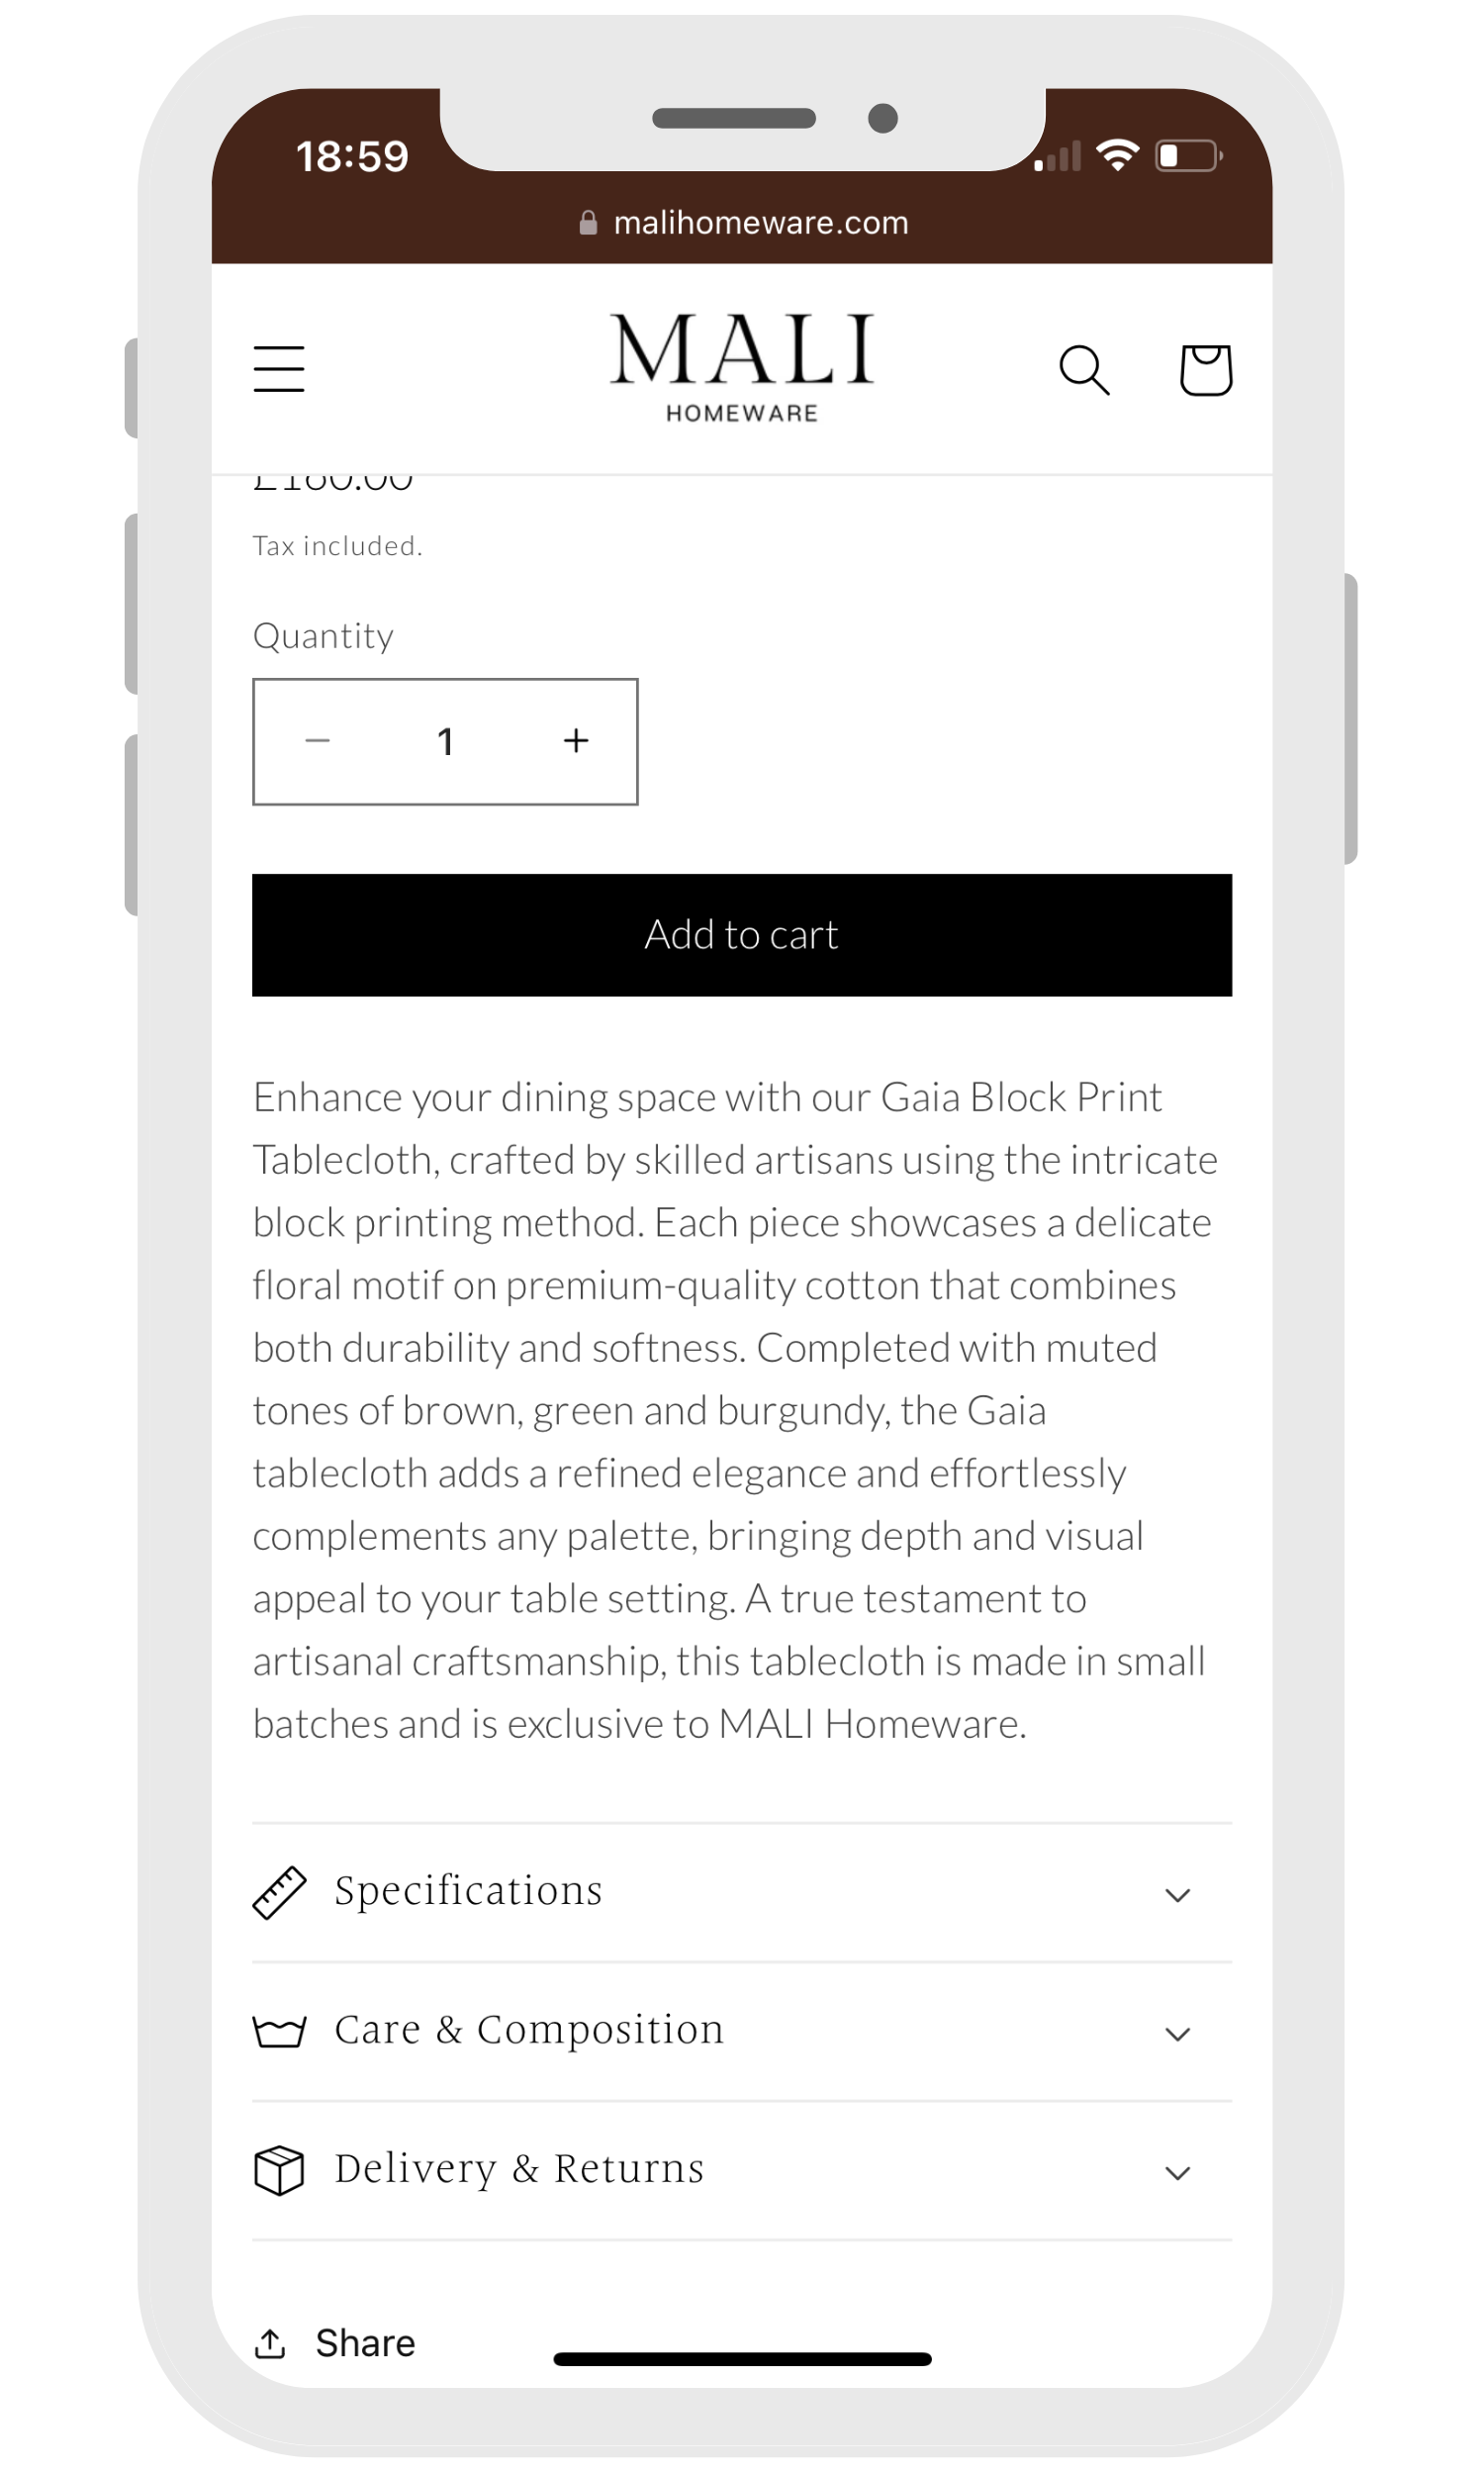 18:59
malihomeware.com
MALI
HOMEWARE
Tax included.
Quantity
1
Add to cart
Enhance your dining space with our Gaia Block Print
Tablecloth, crafted by skilled artisans using the intricate
block printing method. Each piece showcases a delicate
floral motif on premium-quality cotton that combines
both durability and softness. Completed with muted
tones of brown, green and burgundy, the Gaia
tablecloth adds a refined elegance and effortlessly
complements any palette, bringing depth and visual
appeal to your table setting. A true testament to
artisanal craftsmanship, this tablecloth is made in small
batches and is exclusive to MALI Homeware.
Specifications
Care & Composition
Delivery & Returns
Share